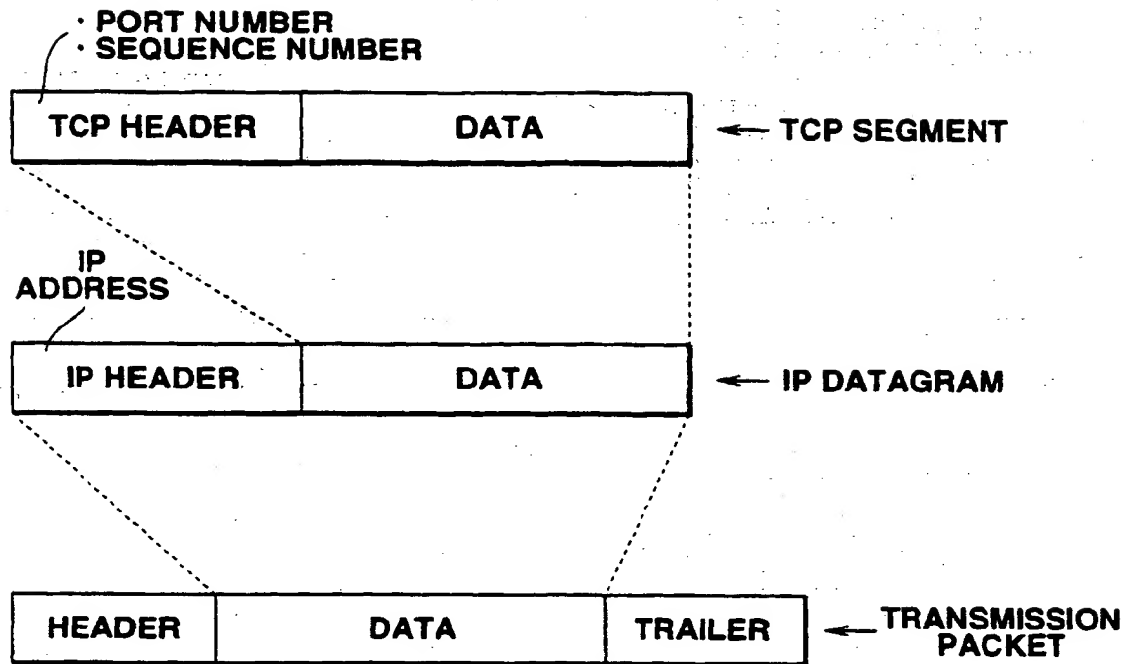 · PORT NUMBER
· SEQUENCE NUMBER
TCP HEADER DATA ← TCP SEGMENT
IP
ADDRESS
IP HEADER DATA ← IP DATAGRAM
HEADER DATA TRAILER ← TRANSMISSION
PACKET